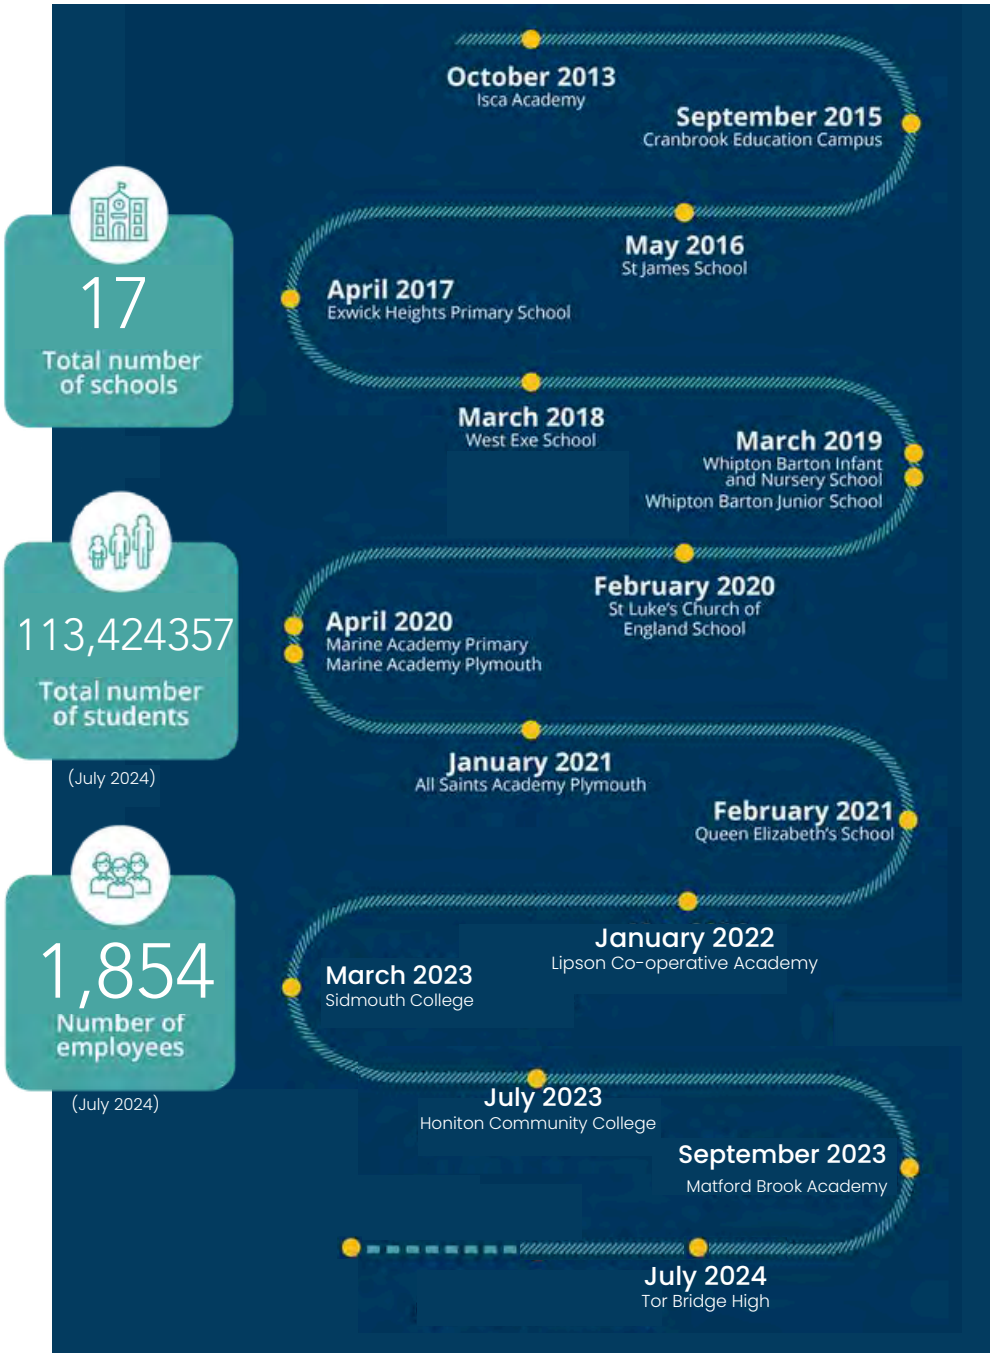 October 2013
Isca Academy
September 2015
Cranbrook Education Campus
May 2016
St James School
April 2017
Exwick Heights Primary School
March 2018
West Exe School
March 2019
Whipton Barton Infant
and Nursery School
Whipton Barton Junior School
February 2020
St Luke's Church of
England School
April 2020
Marine Academy Primary
Marine Academy Plymouth
January 2021
All Saints Academy Plymouth
February 2021
Queen Elizabeth's School
January 2022
Lipson Co-operative Academy
March 2023
Sidmouth College
July 2023
Honiton Community College
September 2023
Matford Brook Academy
July 2024
Tor Bridge High
17
Total number
of schools
113,424357
Total number
of students
(July 2024)
1,854
Number of
employees
(July 2024)